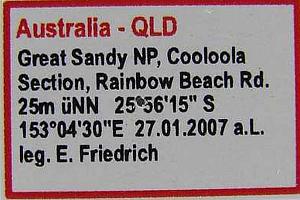 Australia - QLD
Great Sandy NP, Cooloola
Section, Rainbow Beach Rd.
25m üNN 25°56'15" S
153°04'30"E 27.01.2007 a.L.
leg. E. Friedrich